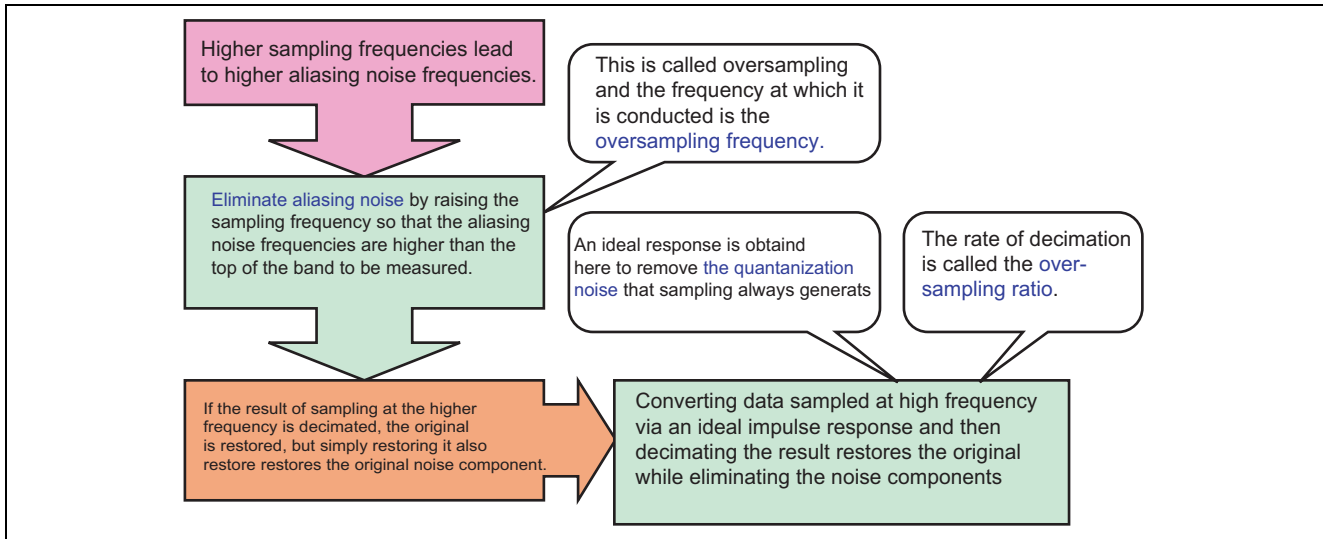 Higher sampling frequencies lead
to higher aliasing noise frequencies.
This is called oversampling
and the frequency at which it
is conducted is the
oversampling frequency.
Eliminate aliasing noise by raising the
sampling frequency so that the aliasing
noise frequencies are higher than the
top of the band to be measured.
An ideal response is obtaind
here to remove the quantanization
noise that sampling always generats
The rate of decimation
is called the over-
sampling ratio.
If the result of sampling at the higher
frequency is decimated, the original
is restored, but simply restoring it also
restore restores the original noise component.
Converting data sampled at high frequency
via an ideal impulse response and then
decimating the result restores the original
while eliminating the noise components